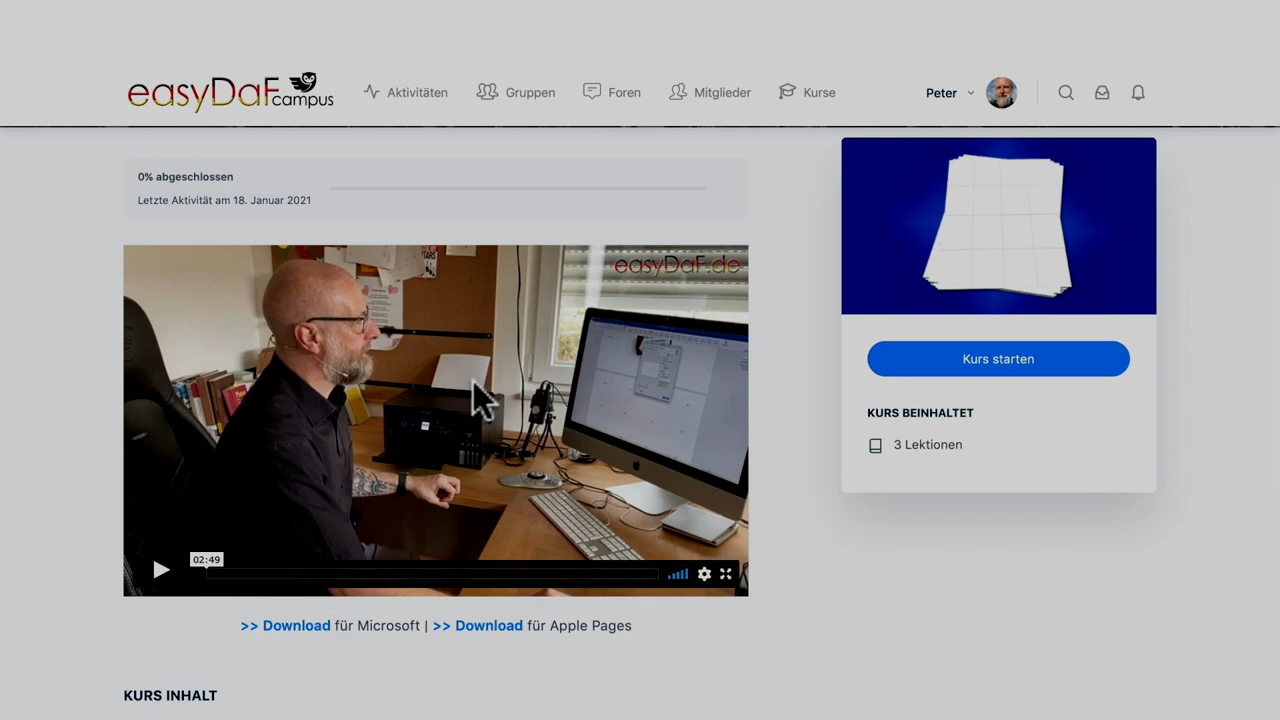 easyDaF campus
Aktivitäten
Gruppen
Foren
Mitglieder
Kurse
Peter
0% abgeschlossen
Letzte Aktivität am 18. Januar 2021
easyDaF.de
02:49
>> Download für Microsoft | >> Download für Apple Pages
KURS INHALT
Kurs starten
KURS BEINHALTET
3 Lektionen